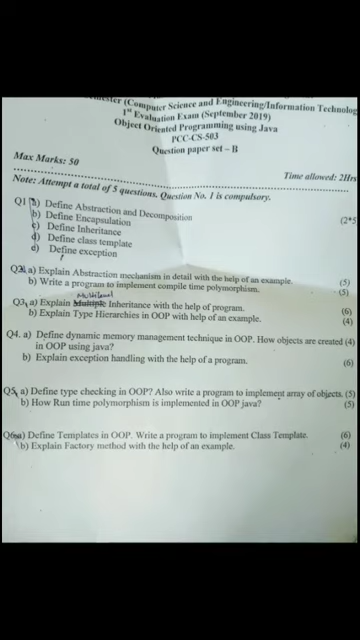 Semester (Computer Science and Engineering/Information Technolog
1st Evaluation Exam (September 2019)
Object Oriented Programming using Java
PCC-CS-503
Question paper set – B
Max Marks: 50
Time allowed: 2Hrs
Note: Attempt a total of 5 questions. Question No. 1 is compulsory.
Q1 a) Define Abstraction and Decomposition (2*5
b) Define Encapsulation
c) Define Inheritance
d) Define class template
e) Define exception
Q2. a) Explain Abstraction mechanism in detail with the help of an example. (5)
b) Write a program to implement compile time polymorphism. (5)
Multilevel
Q3. a) Explain Multiple Inheritance with the help of program. (6)
b) Explain Type Hierarchies in OOP with help of an example. (4)
Q4. a) Define dynamic memory management technique in OOP. How objects are created (4)
in OOP using java?
b) Explain exception handling with the help of a program. (6)
Q5. a) Define type checking in OOP? Also write a program to implement array of objects. (5)
b) How Run time polymorphism is implemented in OOP java? (5)
Q6. a) Define Templates in OOP. Write a program to implement Class Template. (6)
b) Explain Factory method with the help of an example. (4)